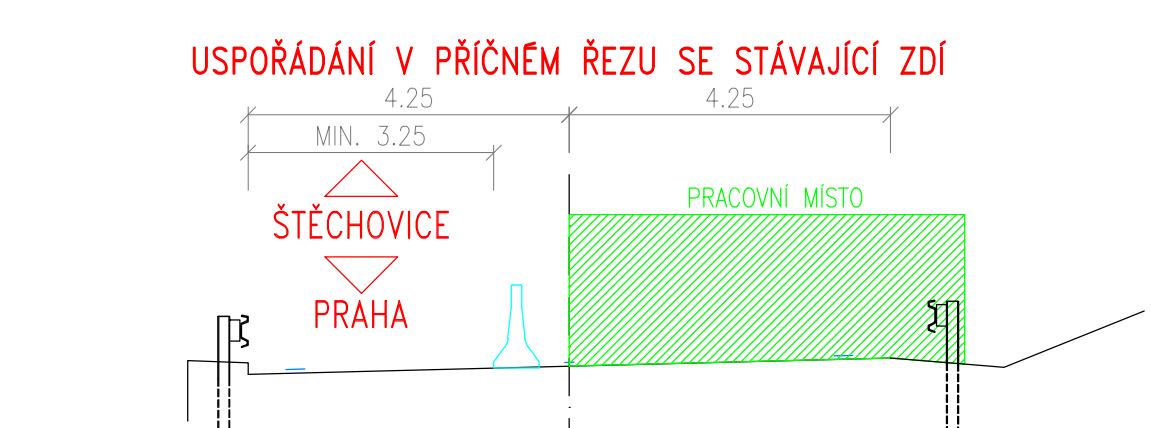 USPOŘÁDÁNÍ V PŘÍČNÉM ŘEZU SE STÁVAJÍCÍ ZDÍ
4.25 4.25
MIN. 3.25
PRACOVNÍ MÍSTO
ŠTĚCHOVICE
PRAHA